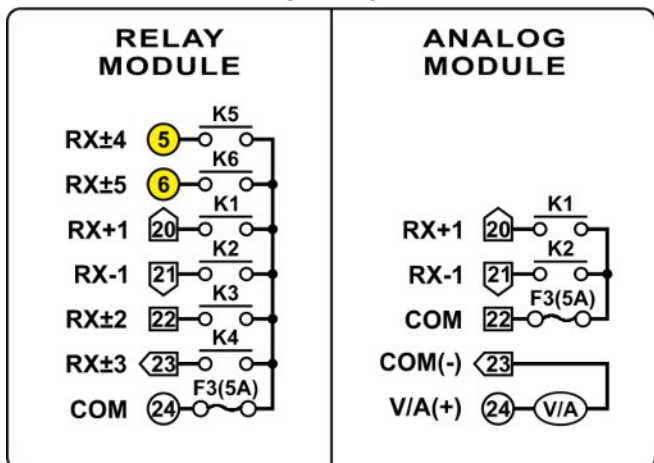 RELAY
MODULE
K5
RX±4 5
K6
RX±5 6
K1
RX+1 20
K2
RX-1 21
K3
RX±2 22
K4
RX±3 23
F3(5A)
COM 24
ANALOG
MODULE
K1
RX+1 20
K2
RX-1 21
F3(5A)
COM 22
COM(-) 23
V/A(+) 24 V/A